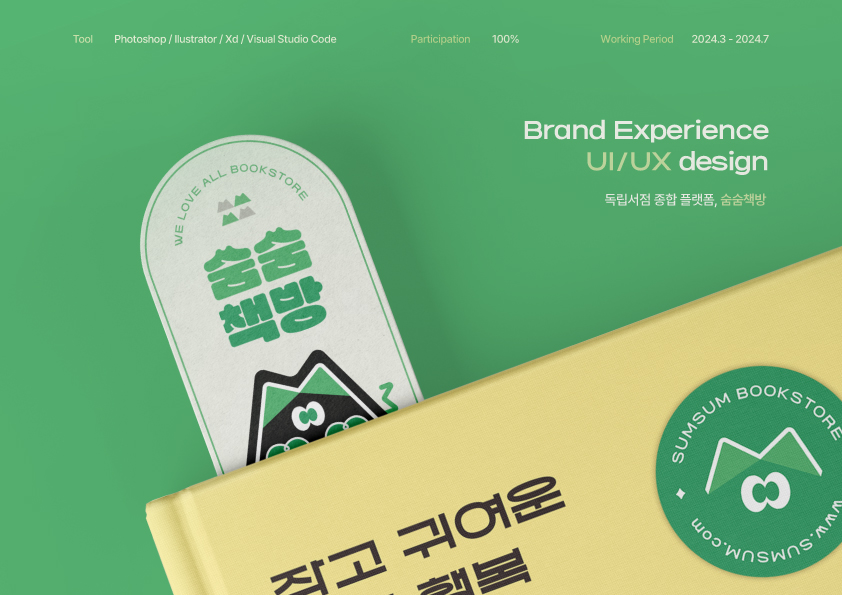 Tool Photoshop / Ilustrator / Xd / Visual Studio Code Participation 100% Working Period 2024.3 - 2024.7
Brand Experience
UI/UX design
독립서점 종합 플랫폼, 숨숨책방
WE LOVE ALL BOOKSTORE
숨숨
책방
SUMSUM BOOKSTORE
www.SUMSUM.com
작고 귀여운
행복